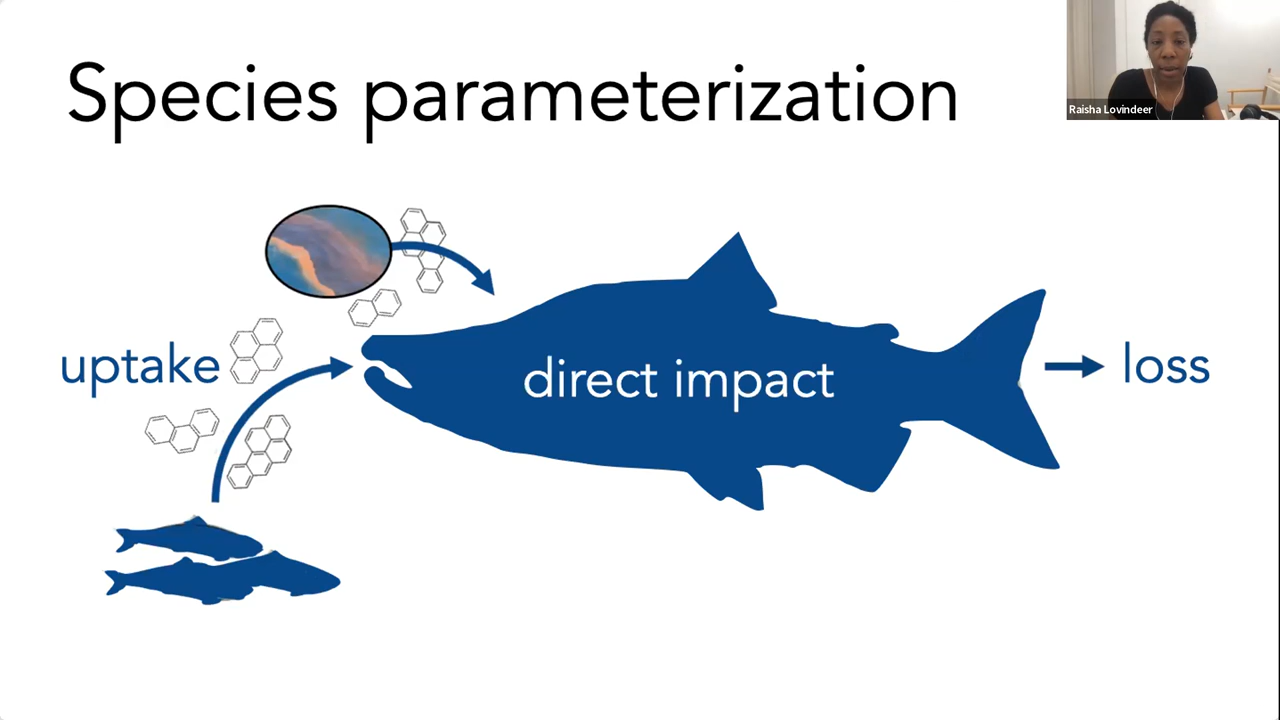 Species parameterization
Raisha Lovindeer
uptake
direct impact
loss